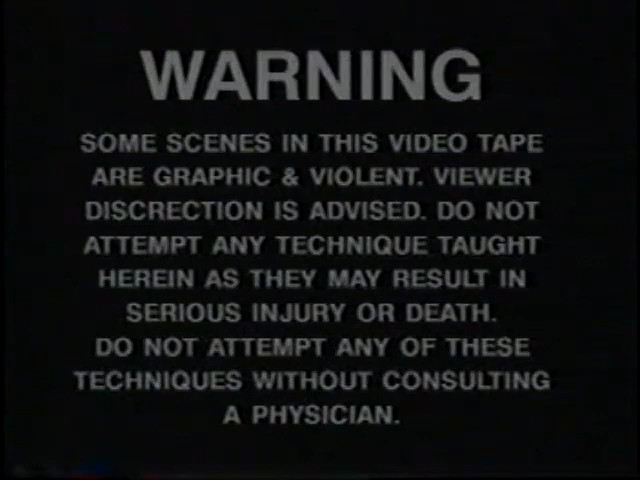 WARNING
SOME SCENES IN THIS VIDEO TAPE
ARE GRAPHIC & VIOLENT. VIEWER
DISCRECTION IS ADVISED. DO NOT
ATTEMPT ANY TECHNIQUE TAUGHT
HEREIN AS THEY MAY RESULT IN
SERIOUS INJURY OR DEATH.
DO NOT ATTEMPT ANY OF THESE
TECHNIQUES WITHOUT CONSULTING
A PHYSICIAN.